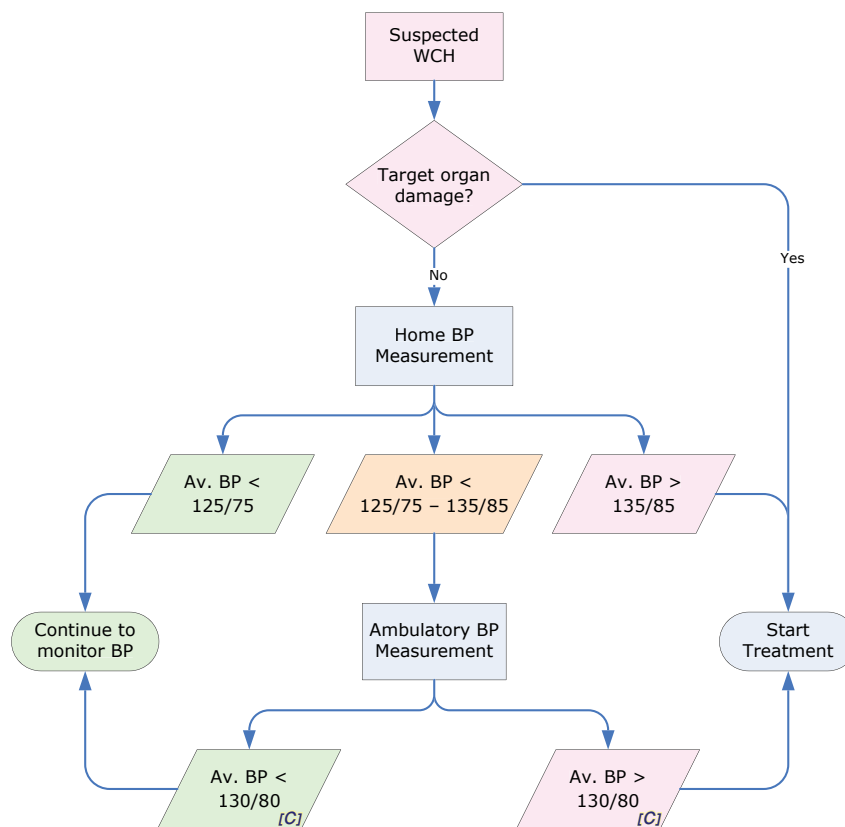 Suspected
WCH
Target organ
damage?
Yes
No
Home BP
Measurement
Av. BP <
125/75
Av. BP <
125/75 – 135/85
Av. BP >
135/85
Continue to
monitor BP
Ambulatory BP
Measurement
Start
Treatment
Av. BP <
130/80
[C]
Av. BP >
130/80
[C]